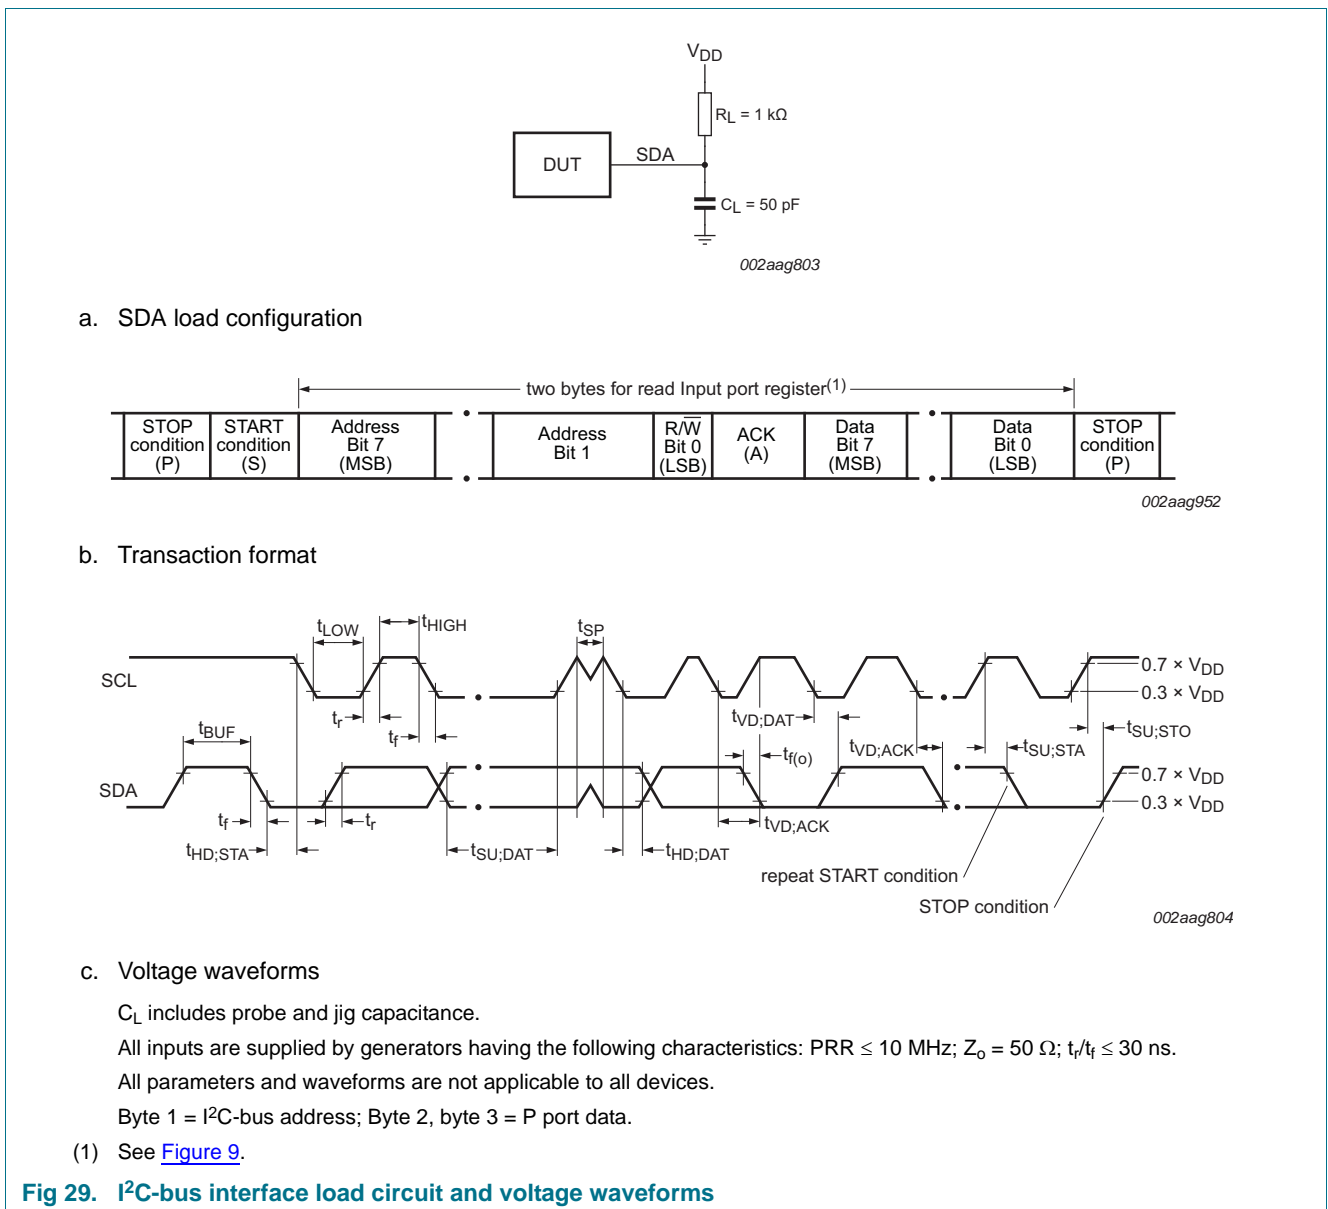 VDD
RL = 1 kΩ
DUT
SDA
CL = 50 pF
002aag803
a. SDA load configuration
two bytes for read Input port register(1)
STOP condition (P)
START condition (S)
Address Bit 7 (MSB)
Address Bit 1
R/W̅ Bit 0 (LSB)
ACK (A)
Data Bit 7 (MSB)
Data Bit 0 (LSB)
STOP condition (P)
002aag952
b. Transaction format
tLOW
tHIGH
tSP
SCL
0.7 × VDD
0.3 × VDD
tr
tf
tVD;DAT
tSU;STO
tBUF
tf(o)
tVD;ACK
tSU;STA
SDA
0.7 × VDD
0.3 × VDD
tf
tr
tVD;ACK
tHD;STA
tSU;DAT
tHD;DAT
repeat START condition
STOP condition
002aag804
c. Voltage waveforms
CL includes probe and jig capacitance.
All inputs are supplied by generators having the following characteristics: PRR ≤ 10 MHz; Zo = 50 Ω; tr/tf ≤ 30 ns.
All parameters and waveforms are not applicable to all devices.
Byte 1 = I²C-bus address; Byte 2, byte 3 = P port data.
(1) See Figure 9.
Fig 29. I²C-bus interface load circuit and voltage waveforms